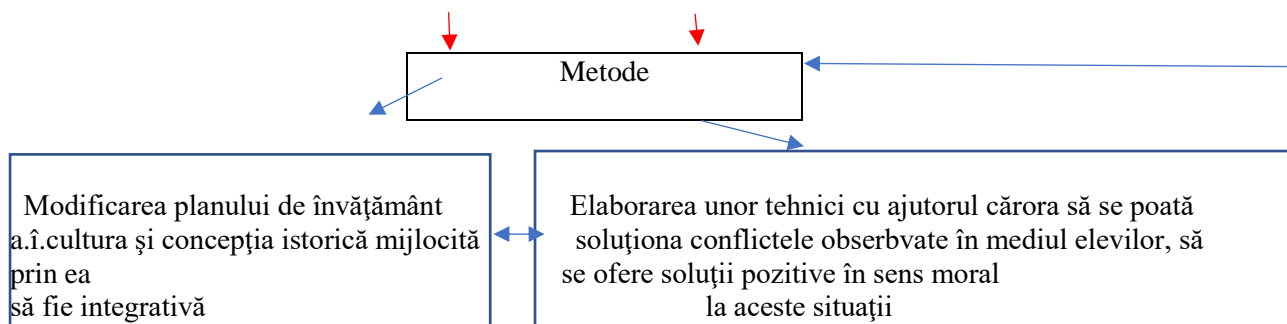 Metode
Modificarea planului de învăţământ
a.î.cultura şi concepţia istorică mijlocită
prin ea
să fie integrativă
Elaborarea unor tehnici cu ajutorul cărora să se poată
soluţiona conflictele obserbvate în mediul elevilor, să
se ofere soluţii pozitive în sens moral
la aceste situaţii